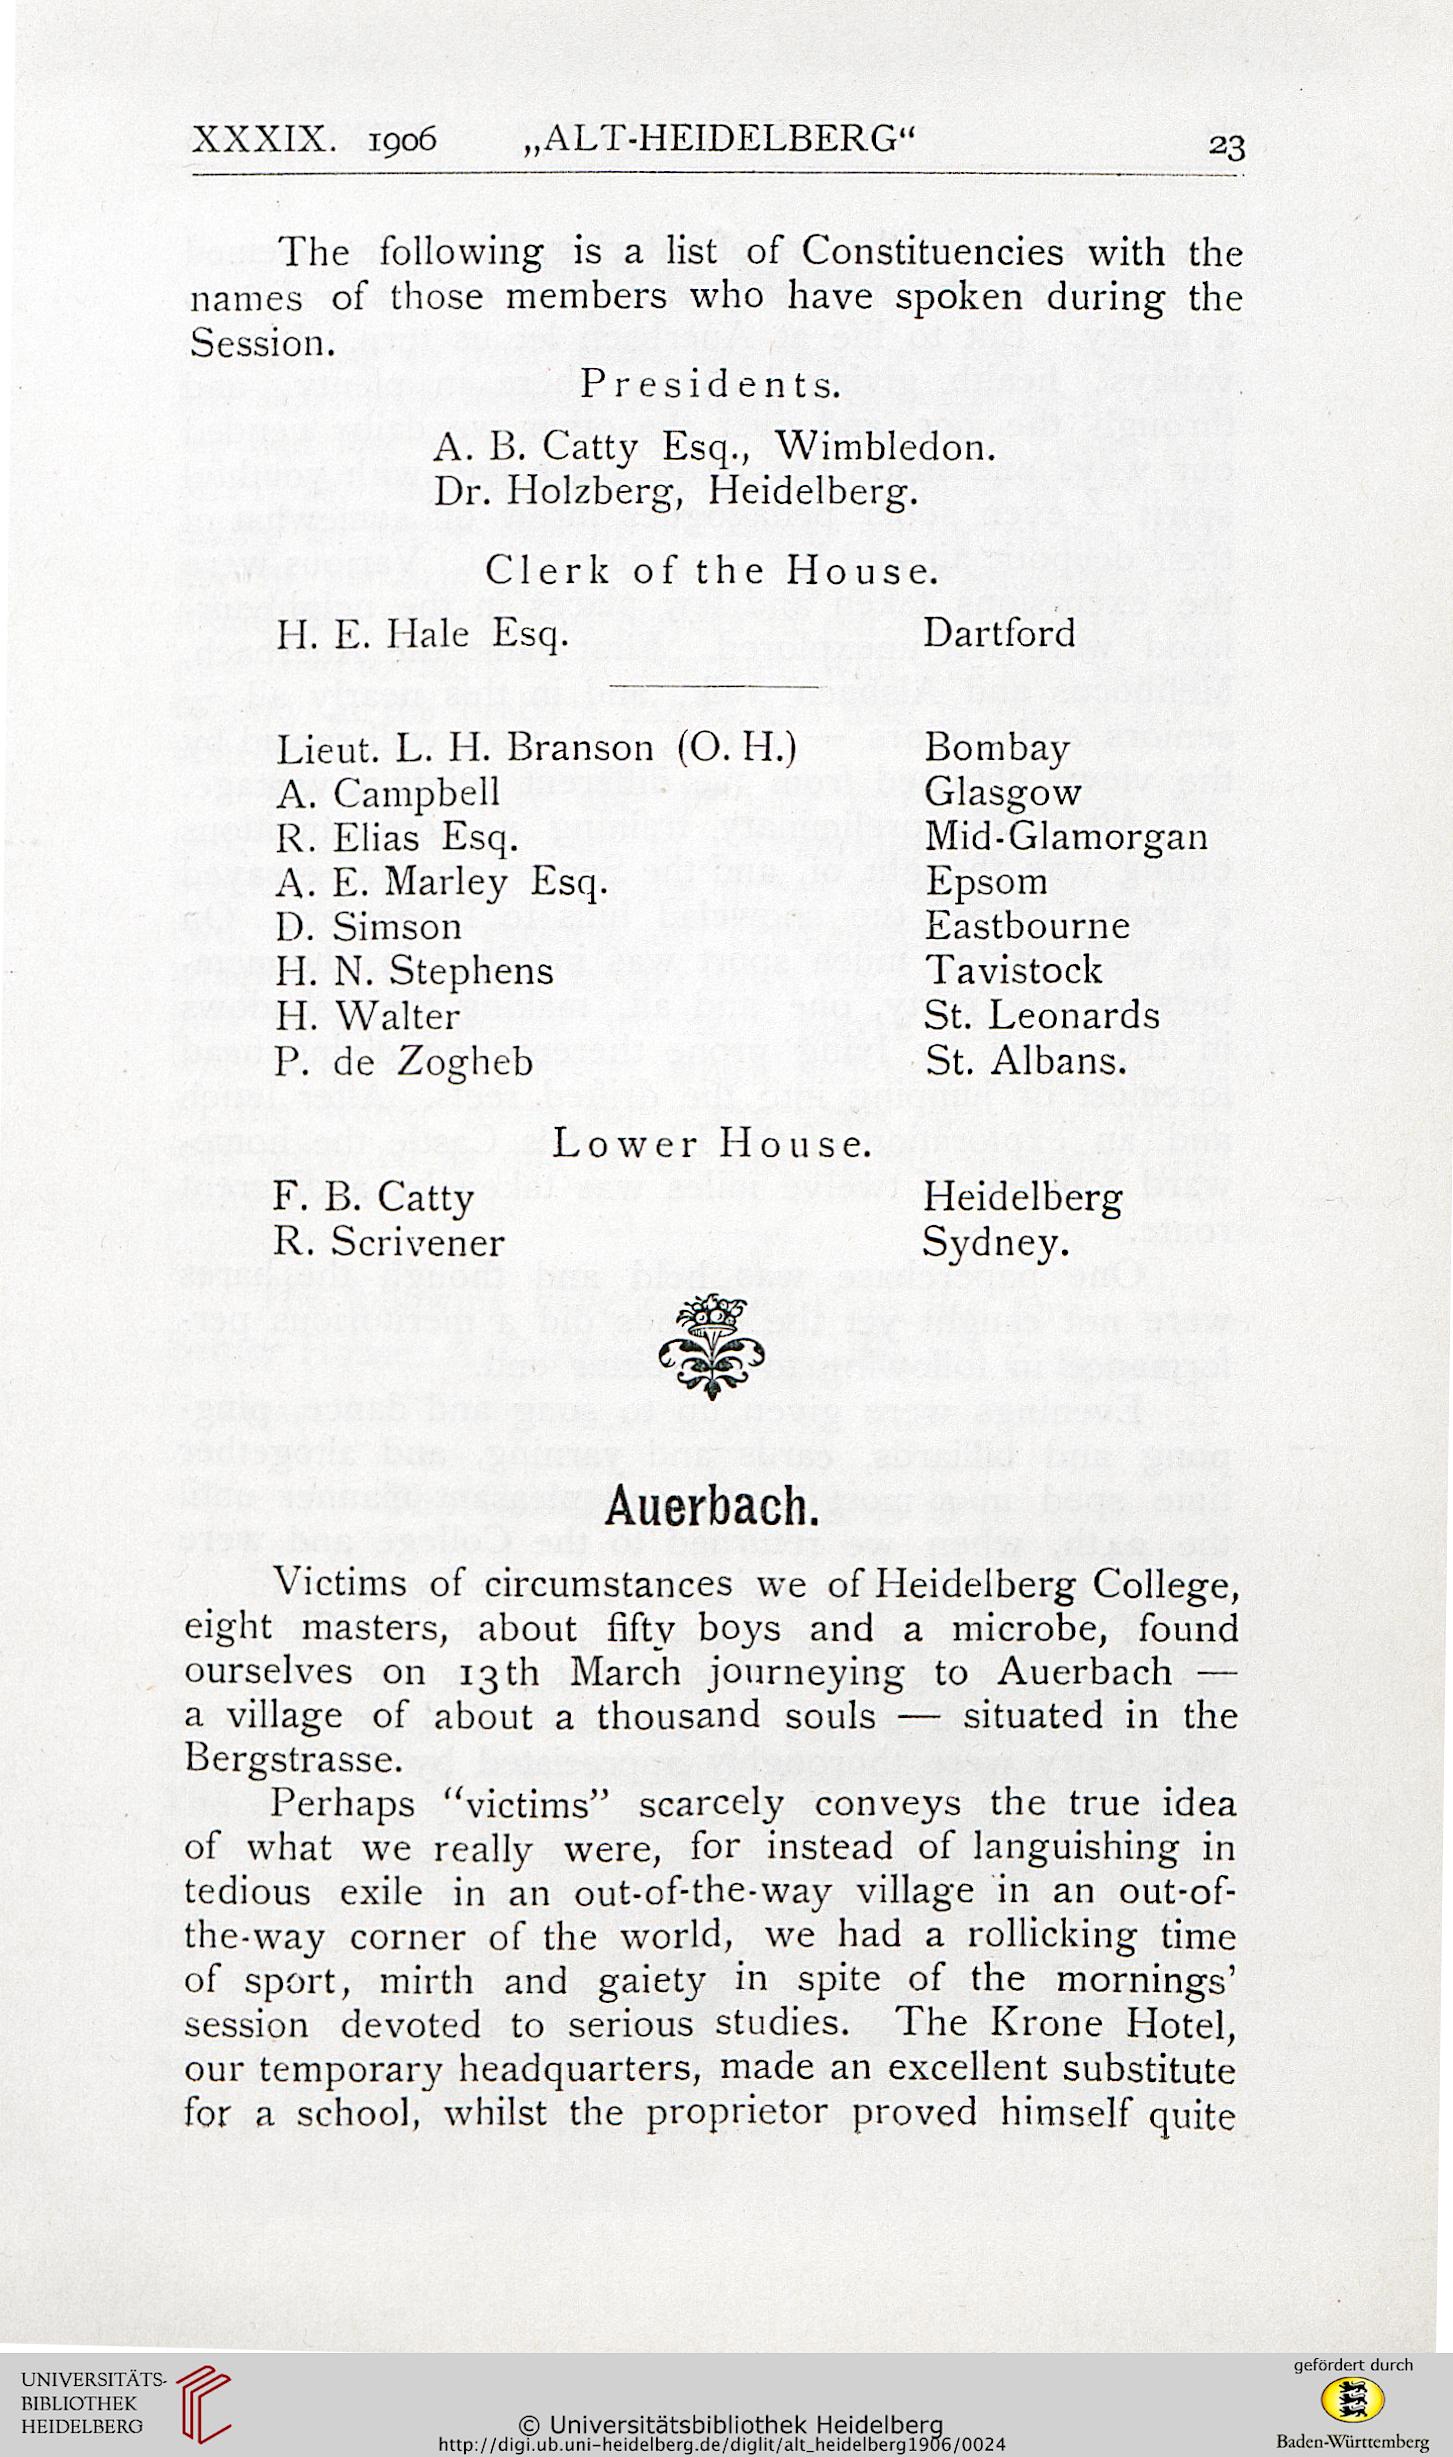 XXXIX. 1906 „ALT-HEIDELBERG“ 23
The following is a list of Constituencies with the
names of those members who have spoken during the
Session.
Presidents.
A. B. Catty Esq., Wimbledon.
Dr. Holzberg, Heidelberg.
Clerk of the House.
H. E. Hale Esq. Dartford
Lieut. L. H. Branson (O. H.) Bombay
A. Campbell Glasgow
R. Elias Esq. Mid-Glamorgan
A. E. Marley Esq. Epsom
D. Simson Eastbourne
H. N. Stephens Tavistock
H. Walter St. Leonards
P. de Zogheb St. Albans.
Lower House.
F. B. Catty Heidelberg
R. Scrivener Sydney.
Auerbach.
Victims of circumstances we of Heidelberg College,
eight masters, about fifty boys and a microbe, found
ourselves on 13th March journeying to Auerbach —
a village of about a thousand souls — situated in the
Bergstrasse.
Perhaps “victims” scarcely conveys the true idea
of what we really were, for instead of languishing in
tedious exile in an out-of-the-way village in an out-of-
the-way corner of the world, we had a rollicking time
of sport, mirth and gaiety in spite of the mornings’
session devoted to serious studies. The Krone Hotel,
our temporary headquarters, made an excellent substitute
for a school, whilst the proprietor proved himself quite
UNIVERSITÄTS-
BIBLIOTHEK
HEIDELBERG
© Universitätsbibliothek Heidelberg
http://digi.ub.uni-heidelberg.de/diglit/alt_heidelberg1906/0024
gefördert durch
Baden-Württemberg